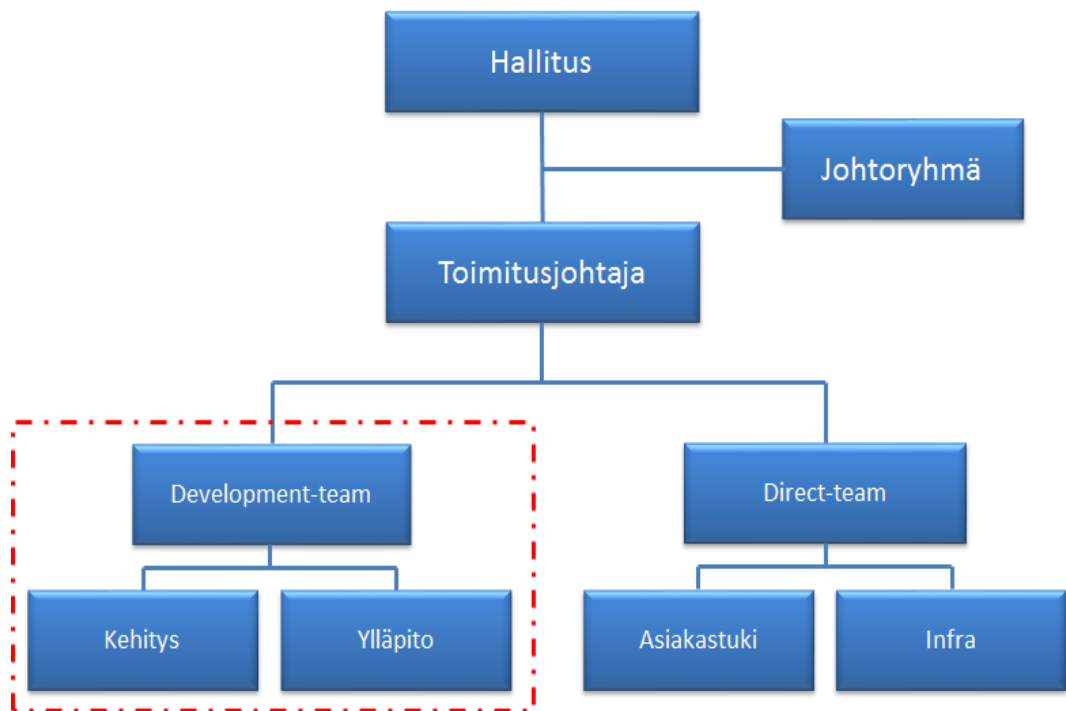 Hallitus
Johtoryhmä
Toimitusjohtaja
Development-team
Direct-team
Kehitys
Ylläpito
Asiakastuki
Infra